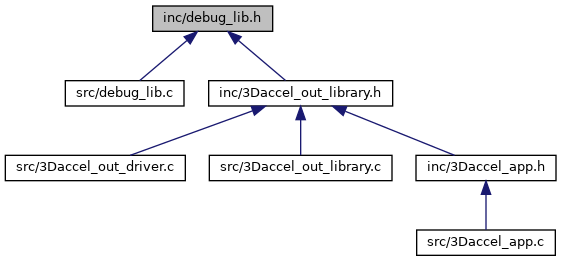 inc/debug_lib.h
src/debug_lib.c
inc/3Daccel_out_library.h
src/3Daccel_out_driver.c
src/3Daccel_out_library.c
inc/3Daccel_app.h
src/3Daccel_app.c